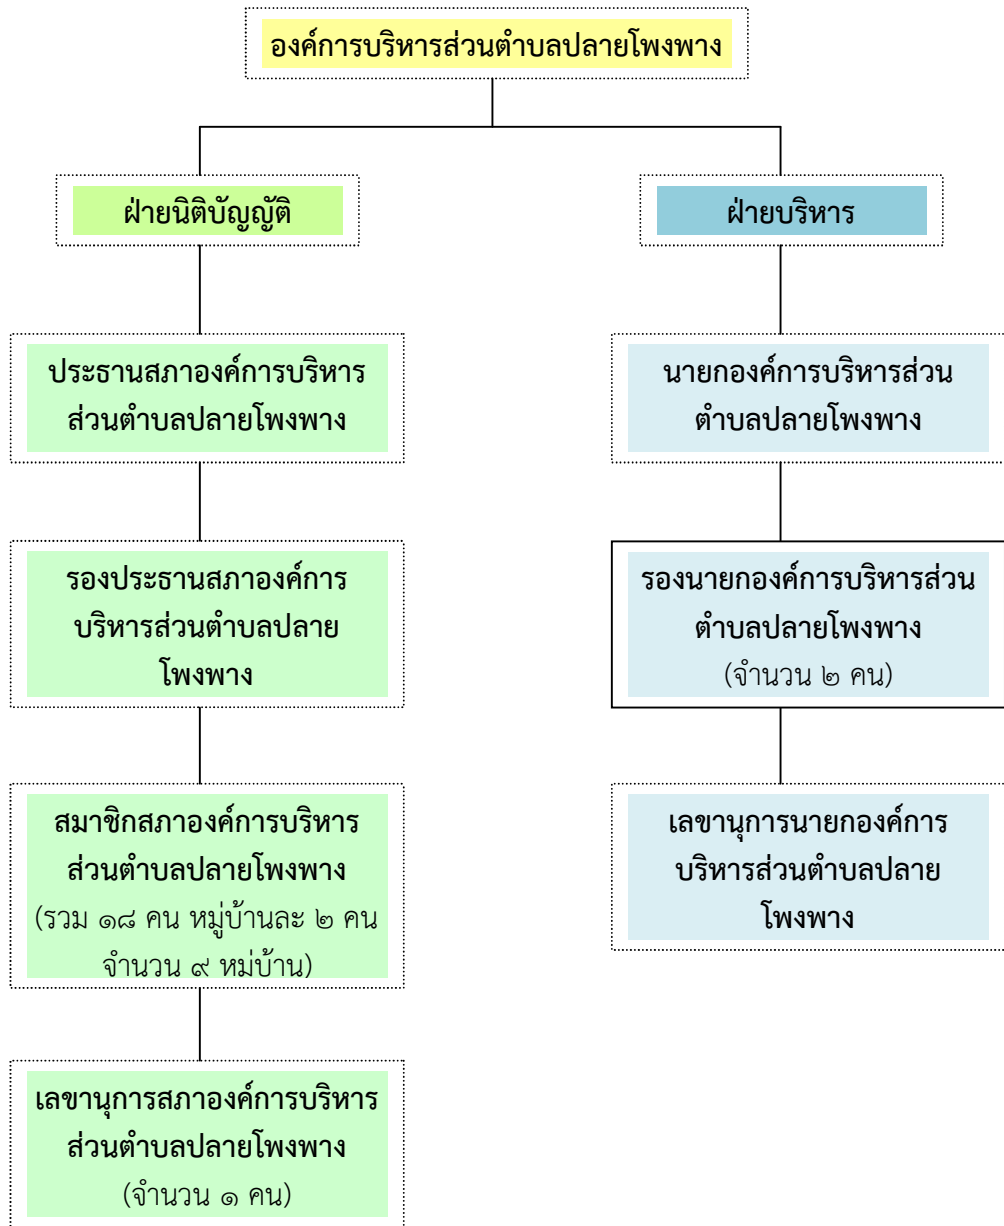 องค์การบริหารส่วนตำบลปลายโพงพาง
ฝ่ายนิติบัญญัติ
ประธานสภาองค์การบริหาร
ส่วนตำบลปลายโพงพาง
รองประธานสภาองค์การ
บริหารส่วนตำบลปลาย
โพงพาง
สมาชิกสภาองค์การบริหาร
ส่วนตำบลปลายโพงพาง
(รวม ๑๘ คน หมู่บ้านละ ๒ คน
จำนวน ๙ หมู่บ้าน)
เลขานุการสภาองค์การบริหาร
ส่วนตำบลปลายโพงพาง
(จำนวน ๑ คน)
ฝ่ายบริหาร
นายกองค์การบริหารส่วน
ตำบลปลายโพงพาง
รองนายกองค์การบริหารส่วน
ตำบลปลายโพงพาง
(จำนวน ๒ คน)
เลขานุการนายกองค์การ
บริหารส่วนตำบลปลาย
โพงพาง